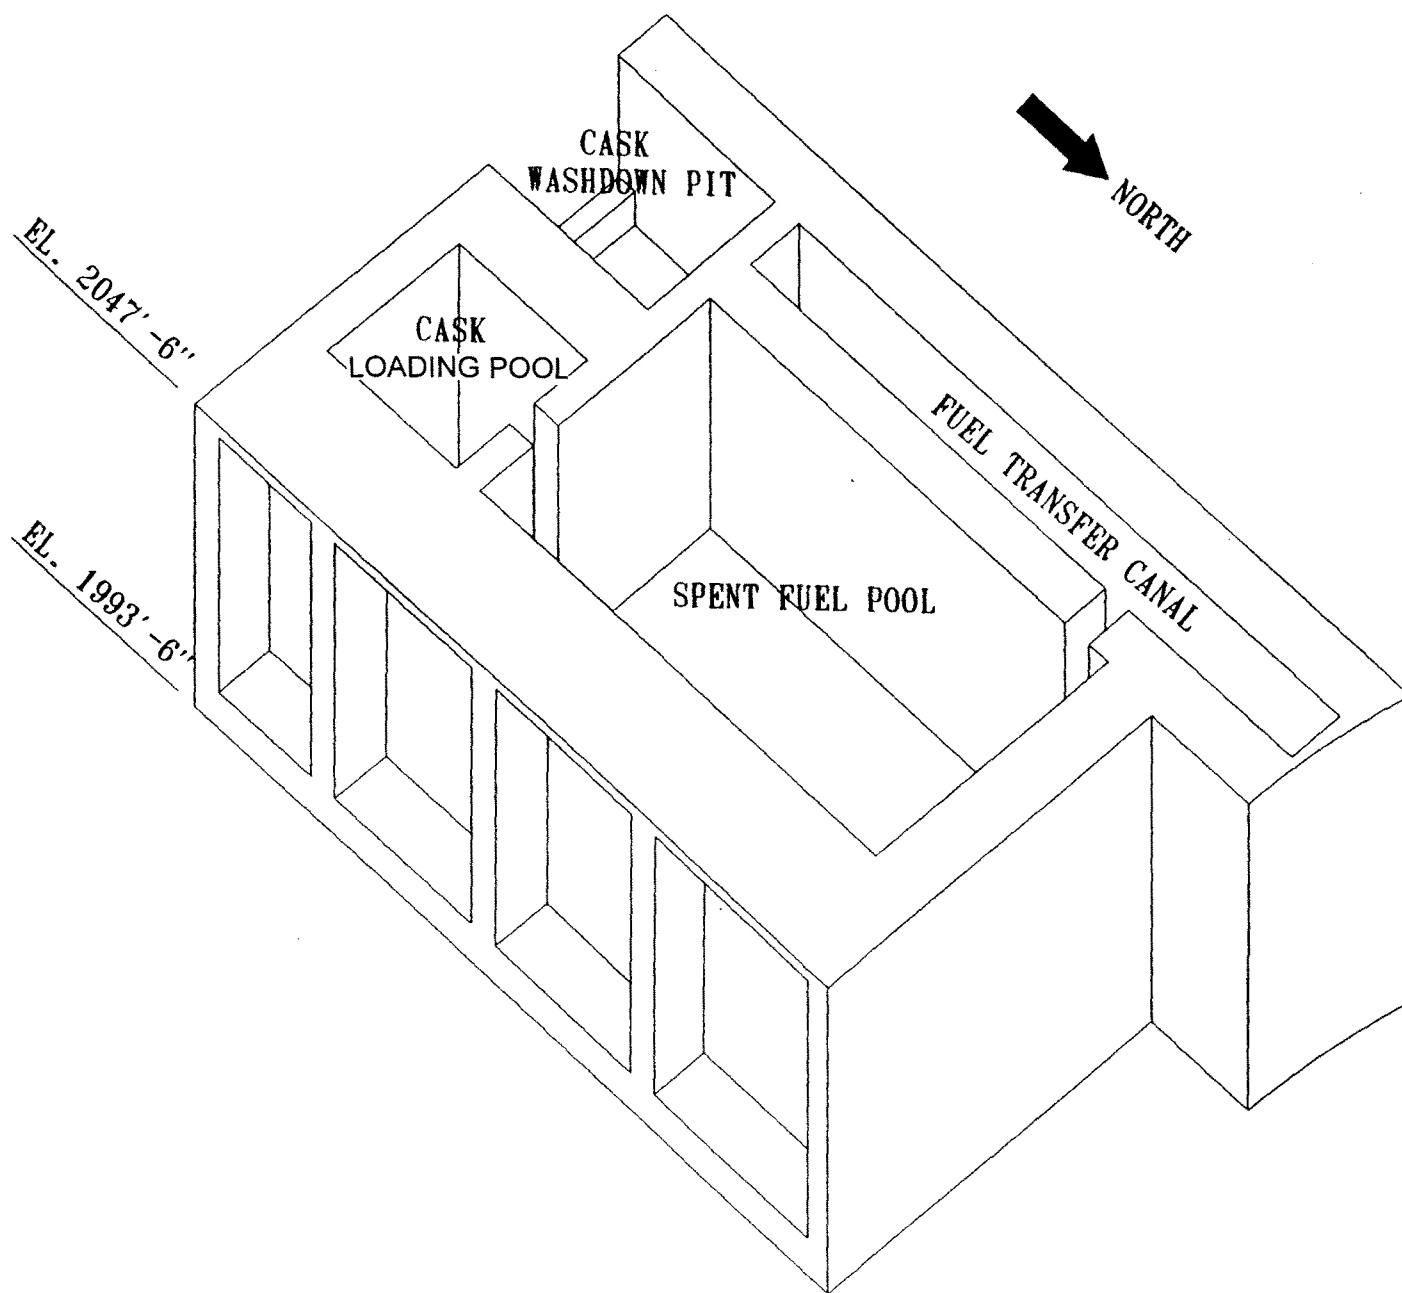 CASK
WASHDOWN PIT
NORTH
EL. 2047'-6''
CASK
LOADING POOL
FUEL TRANSFER CANAL
EL. 1993'-6''
SPENT FUEL POOL